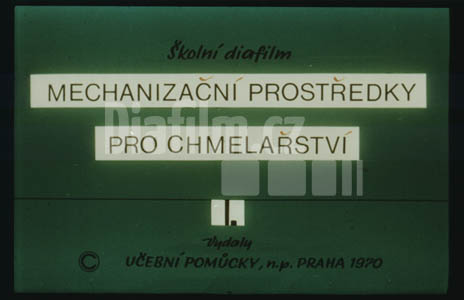 Školní diafilm
MECHANIZAČNÍ PROSTŘEDKY
Diafilm.cz
PRO CHMELAŘSTVÍ
I.
Vydaly
© UČEBNÍ POMŮCKY, n.p. PRAHA 1970